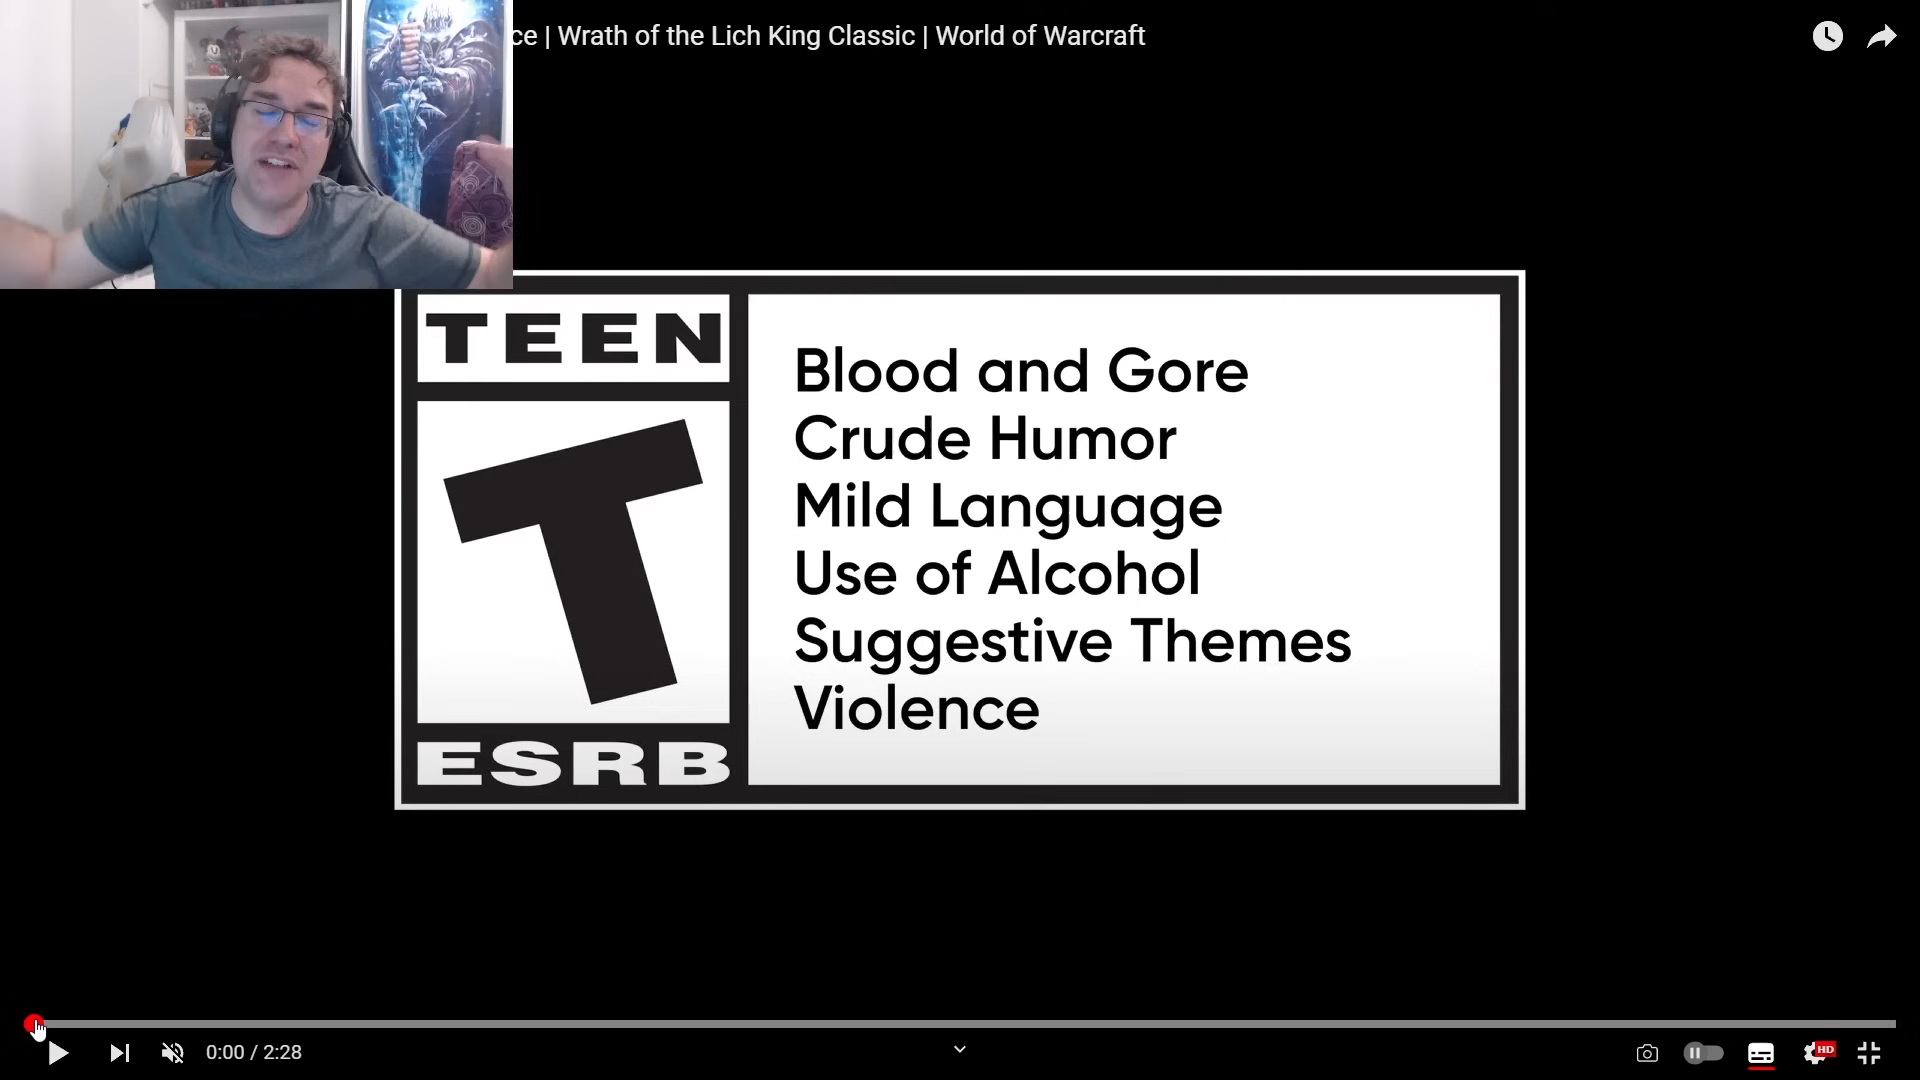 ce | Wrath of the Lich King Classic | World of Warcraft
TEEN
T
ESRB
Blood and Gore
Crude Humor
Mild Language
Use of Alcohol
Suggestive Themes
Violence
0:00 / 2:28
HD